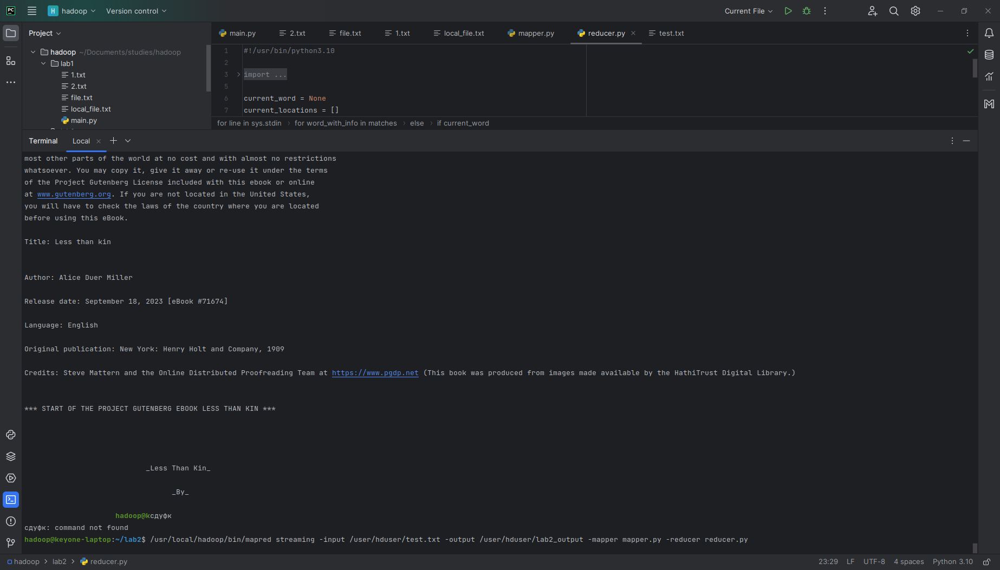 PC
H hadoop Version control Current File
Project
main.py 2.txt file.txt 1.txt local_file.txt mapper.py reducer.py test.txt
hadoop ~/Documents/studies/hadoop
lab1
1.txt
2.txt
file.txt
local_file.txt
main.py
1 #!/usr/bin/python3.10
2
3 import ...
5
6 current_word = None
7 current_locations = []
for line in sys.stdin › for word_with_info in matches › else › if current_word
Terminal Local
most other parts of the world at no cost and with almost no restrictions
whatsoever. You may copy it, give it away or re-use it under the terms
of the Project Gutenberg License included with this ebook or online
at www.gutenberg.org. If you are not located in the United States,
you will have to check the laws of the country where you are located
before using this eBook.
Title: Less than kin
Author: Alice Duer Miller
Release date: September 18, 2023 [eBook #71674]
Language: English
Original publication: New York: Henry Holt and Company, 1909
Credits: Steve Mattern and the Online Distributed Proofreading Team at https://www.pgdp.net (This book was produced from images made available by the HathiTrust Digital Library.)
*** START OF THE PROJECT GUTENBERG EBOOK LESS THAN KIN ***
_Less Than Kin_
_By_
hadoop@kсдуфк
сдуфк: command not found
hadoop@keyone-laptop:~/lab2$ /usr/local/hadoop/bin/mapred streaming -input /user/hduser/test.txt -output /user/hduser/lab2_output -mapper mapper.py -reducer reducer.py
hadoop › lab2 › reducer.py 23:29 LF UTF-8 4 spaces Python 3.10